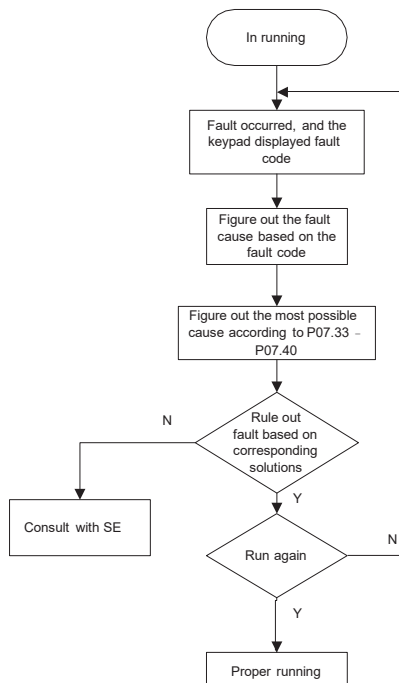 In running
Fault occurred, and the
keypad displayed fault
code
Figure out the fault
cause based on the
fault code
Figure out the most possible
cause according to P07.33 –
P07.40
N
Rule out
fault based on
corresponding
solutions
Y
Consult with SE
Run again
N
Y
Proper running